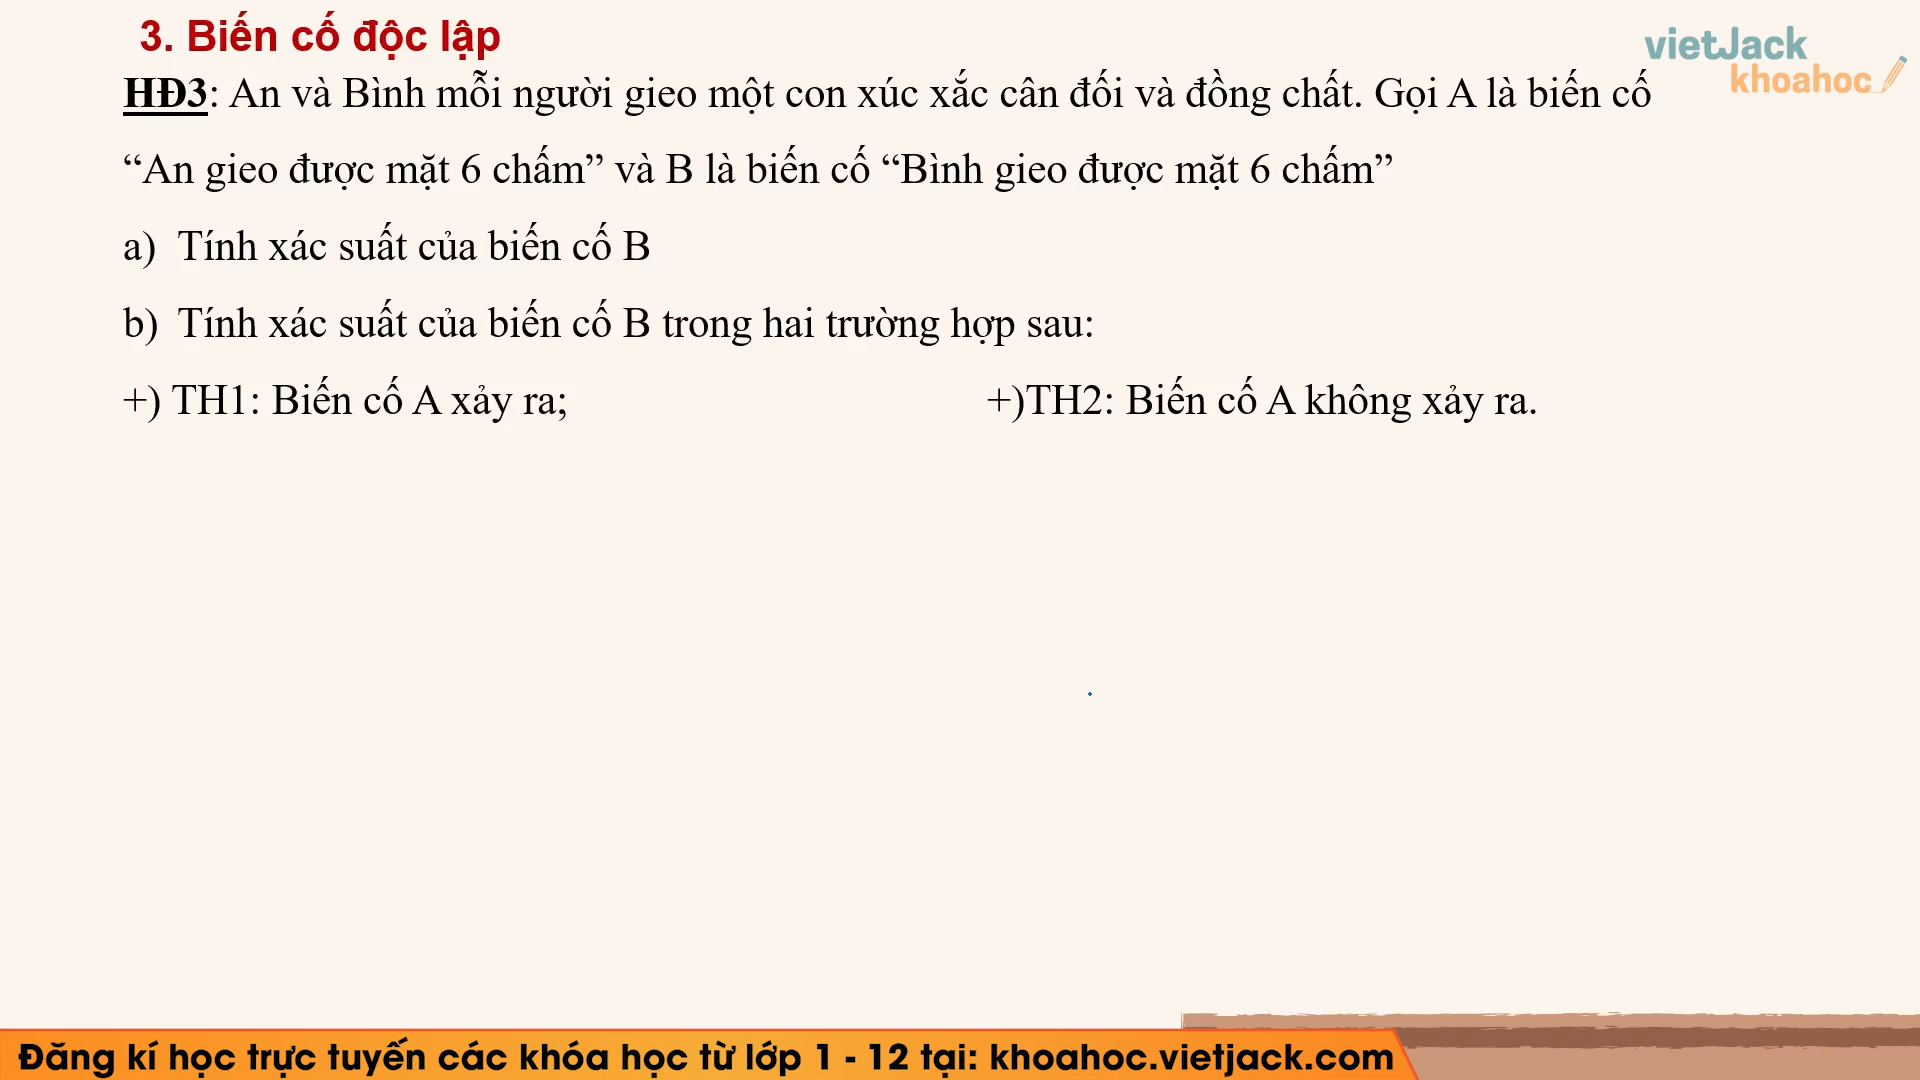 3. Biến cố độc lập
vietJack
khoahoc
HĐ3: An và Bình mỗi người gieo một con xúc xắc cân đối và đồng chất. Gọi A là biến cố
“An gieo được mặt 6 chấm” và B là biến cố “Bình gieo được mặt 6 chấm”
a) Tính xác suất của biến cố B
b) Tính xác suất của biến cố B trong hai trường hợp sau:
+) TH1: Biến cố A xảy ra; +)TH2: Biến cố A không xảy ra.
Đăng kí học trực tuyến các khóa học từ lớp 1 - 12 tại: khoahoc.vietjack.com